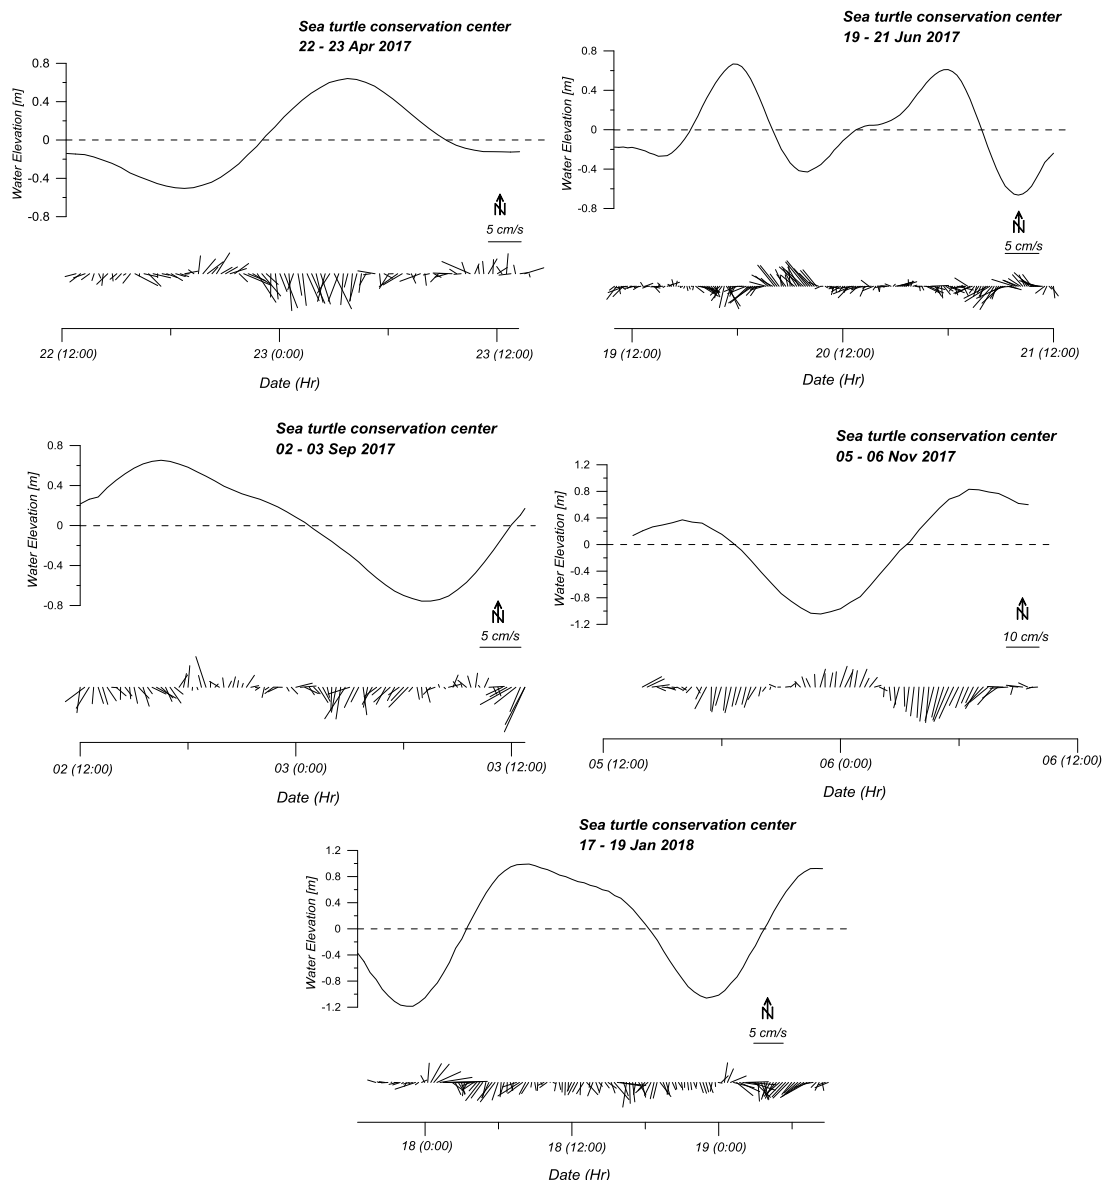 Sea turtle conservation center
22 - 23 Apr 2017
Water Elevation [m]
0.8
0.4
0
-0.4
-0.8
N
5 cm/s
22 (12:00)
23 (0:00)
23 (12:00)
Date (Hr)
Sea turtle conservation center
19 - 21 Jun 2017
Water Elevation [m]
0.8
0.4
0
-0.4
-0.8
N
5 cm/s
19 (12:00)
20 (12:00)
21 (12:00)
Date (Hr)
Sea turtle conservation center
02 - 03 Sep 2017
Water Elevation [m]
0.8
0.4
0
-0.4
-0.8
N
5 cm/s
02 (12:00)
03 (0:00)
03 (12:00)
Date (Hr)
Sea turtle conservation center
05 - 06 Nov 2017
Water Elevation [m]
1.2
0.8
0.4
0
-0.4
-0.8
-1.2
N
10 cm/s
05 (12:00)
06 (0:00)
06 (12:00)
Date (Hr)
Sea turtle conservation center
17 - 19 Jan 2018
Water Elevation [m]
1.2
0.8
0.4
0
-0.4
-0.8
-1.2
N
5 cm/s
18 (0:00)
18 (12:00)
19 (0:00)
Date (Hr)